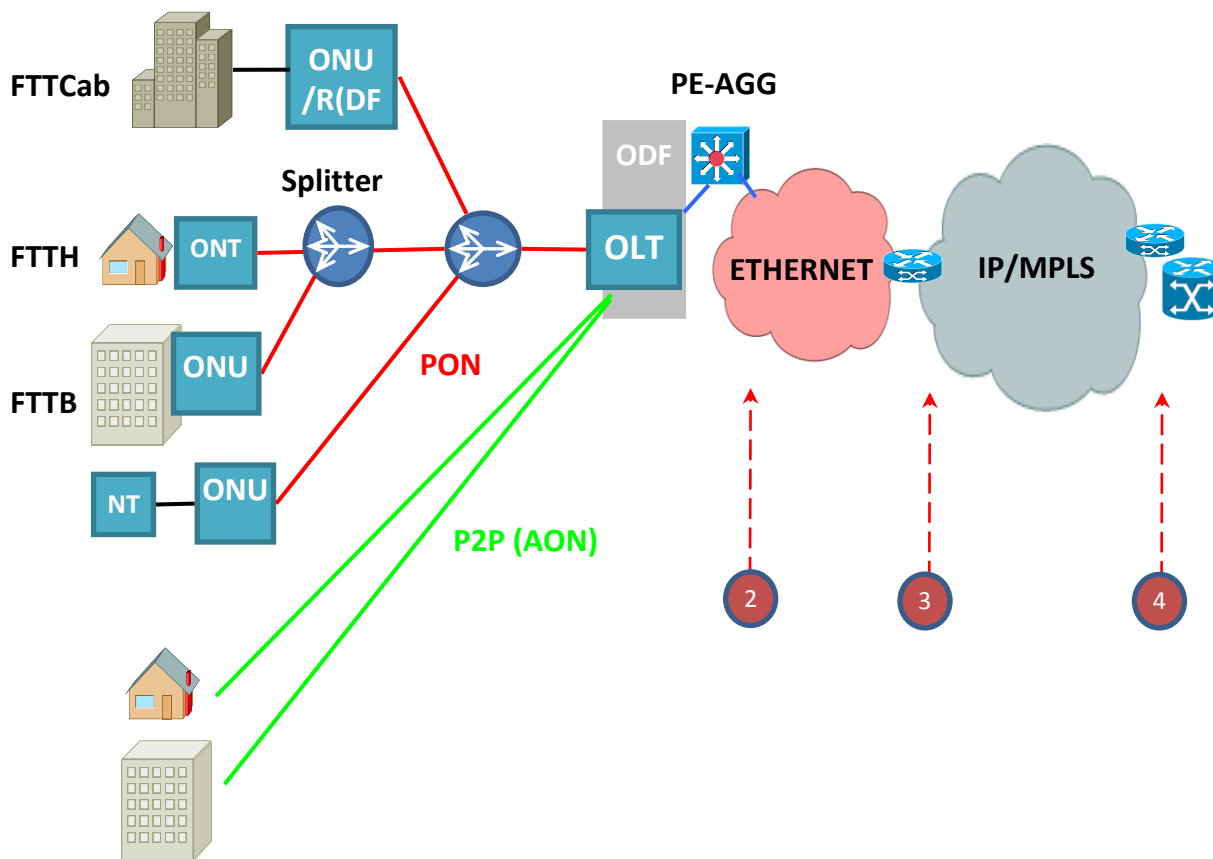 FTTCab
ONU
/R(DF
PE-AGG
ODF
Splitter
FTTH
ONT
OLT
ETHERNET
IP/MPLS
ONU
PON
FTTB
NT
ONU
P2P (AON)
2
3
4